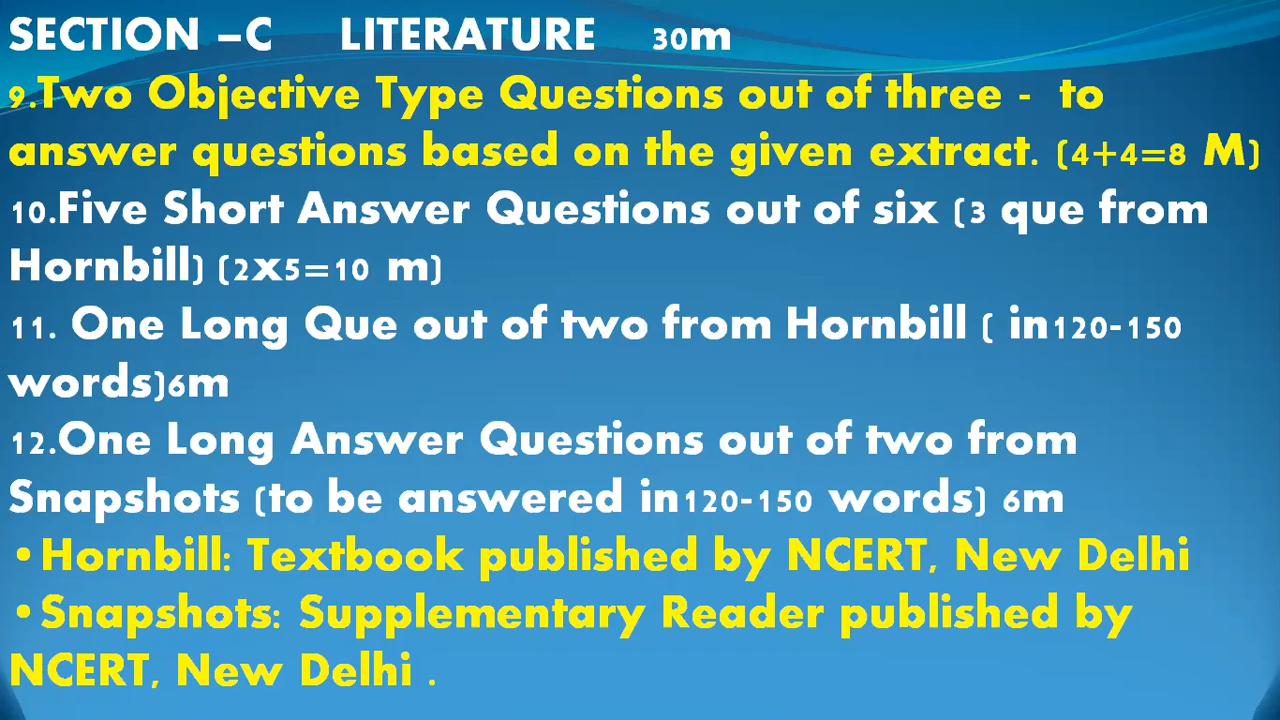 SECTION –C LITERATURE 30m
9.Two Objective Type Questions out of three - to
answer questions based on the given extract. (4+4=8 M)
10.Five Short Answer Questions out of six (3 que from
Hornbill) (2x5=10 m)
11. One Long Que out of two from Hornbill ( in120-150
words)6m
12.One Long Answer Questions out of two from
Snapshots (to be answered in120-150 words) 6m
•Hornbill: Textbook published by NCERT, New Delhi
•Snapshots: Supplementary Reader published by
NCERT, New Delhi .